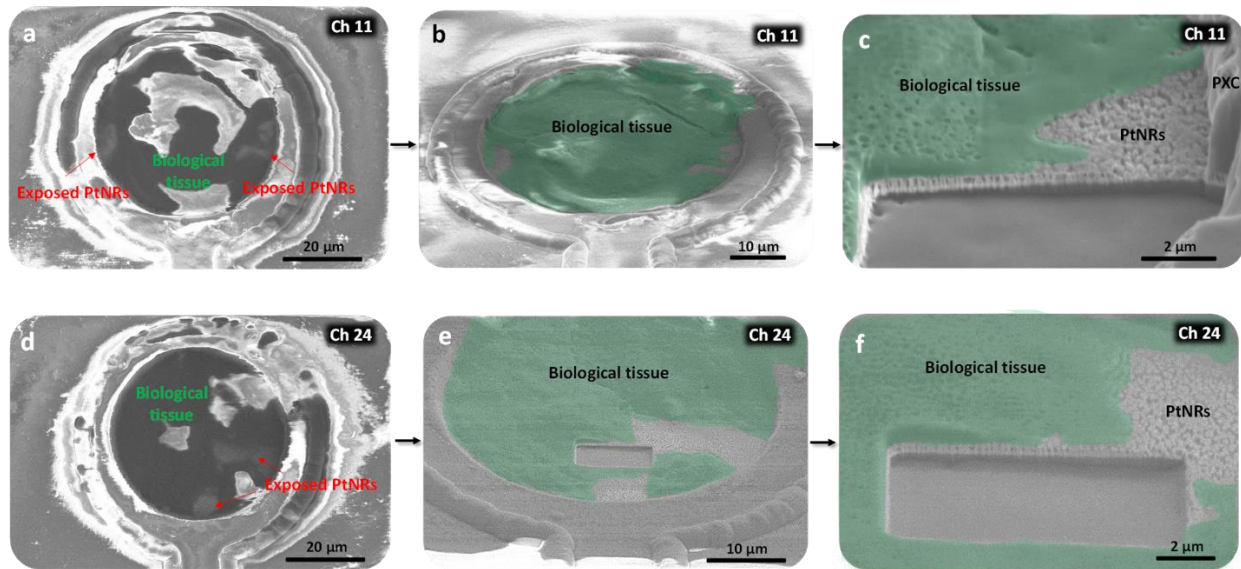 a
Ch 11
Biological
tissue
Exposed PtNRs
Exposed PtNRs
20 µm
b
Ch 11
Biological tissue
10 µm
c
Ch 11
Biological tissue
PXC
PtNRs
2 µm
d
Ch 24
Biological
tissue
Exposed PtNRs
20 µm
e
Ch 24
Biological tissue
10 µm
f
Ch 24
Biological tissue
PtNRs
2 µm